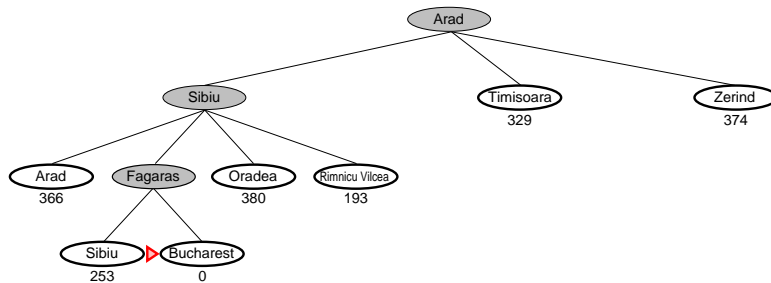 Arad
Sibiu
Timisoara
Zerind
329
374
Arad
Fagaras
Oradea
Rimnicu Vilcea
366
380
193
Sibiu
Bucharest
253
0